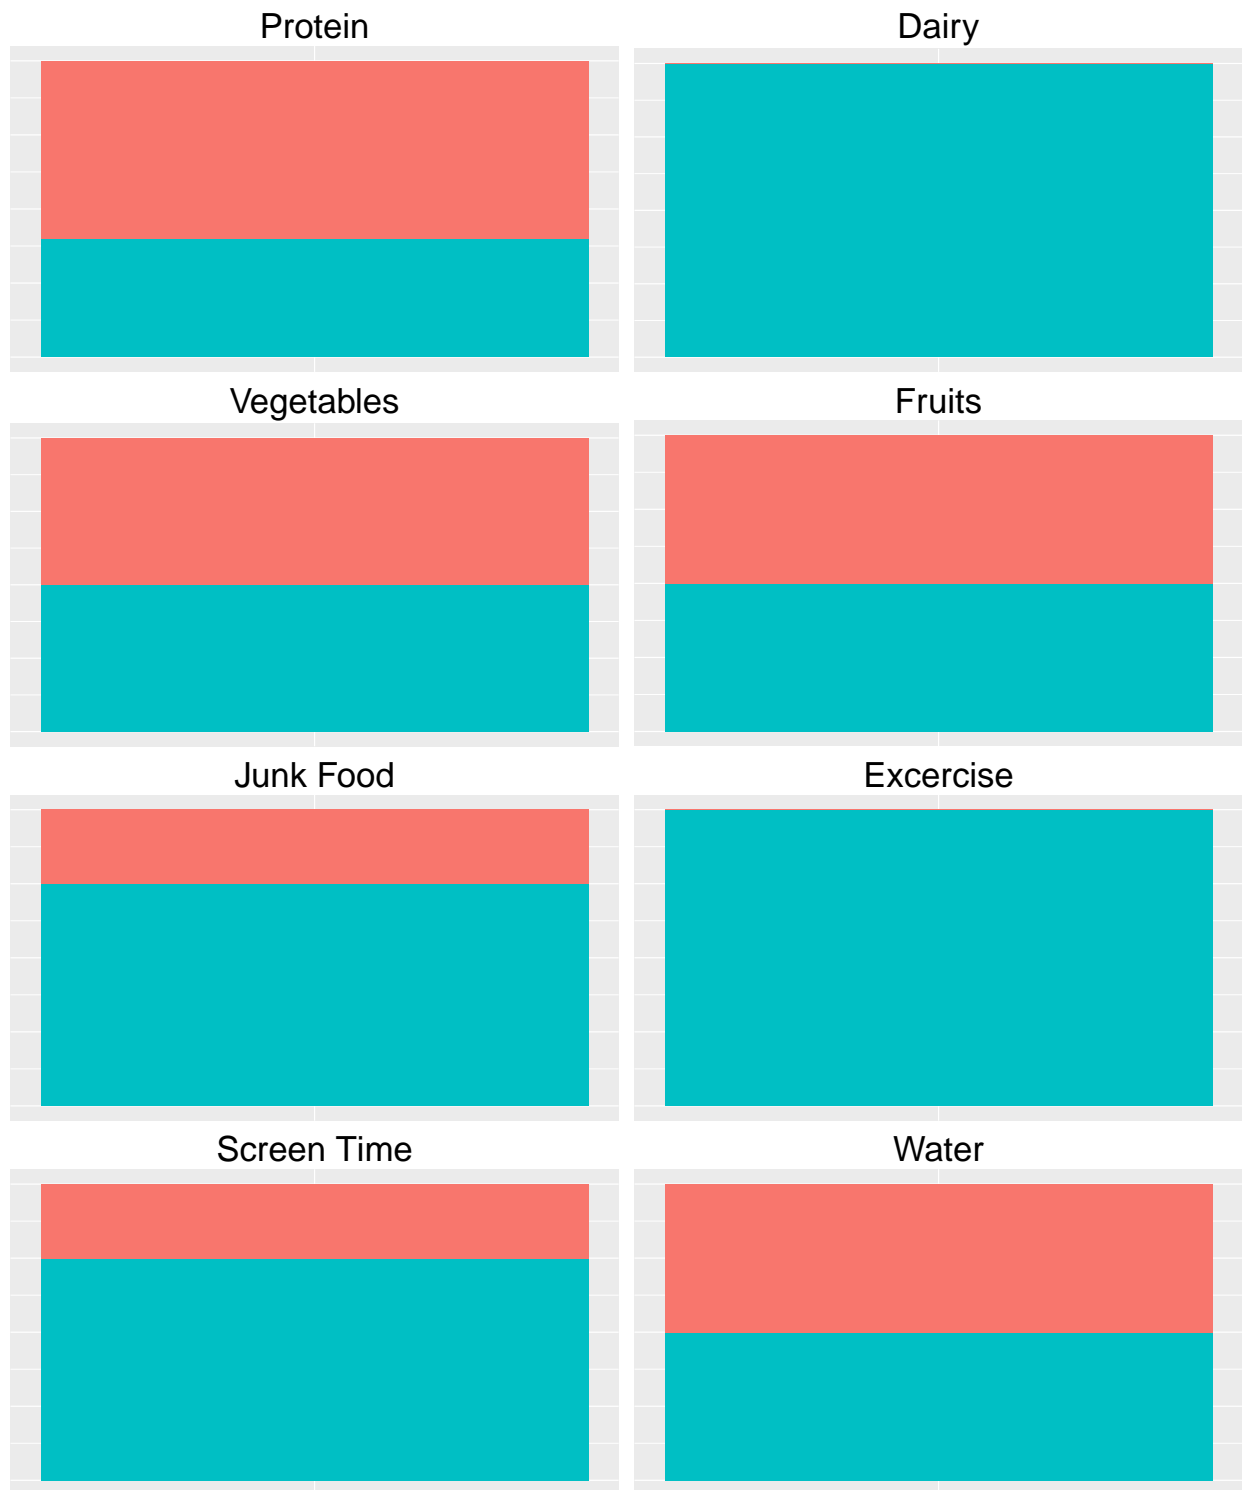 Protein
Dairy
Vegetables
Fruits
Junk Food
Excercise
Screen Time
Water